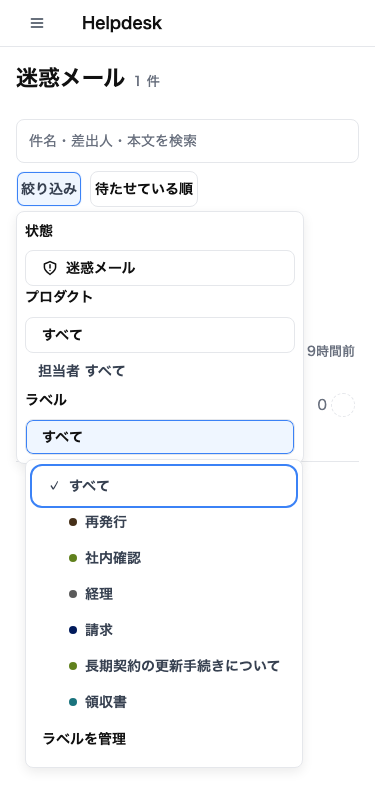 Helpdesk
迷惑メール 1 件
件名・差出人・本文を検索
絞り込み 待たせている順
状態
迷惑メール
プロダクト
すべて
9時間前
担当者 すべて
ラベル
0
すべて
✓ すべて
再発行
社内確認
経理
請求
長期契約の更新手続きについて
領収書
ラベルを管理